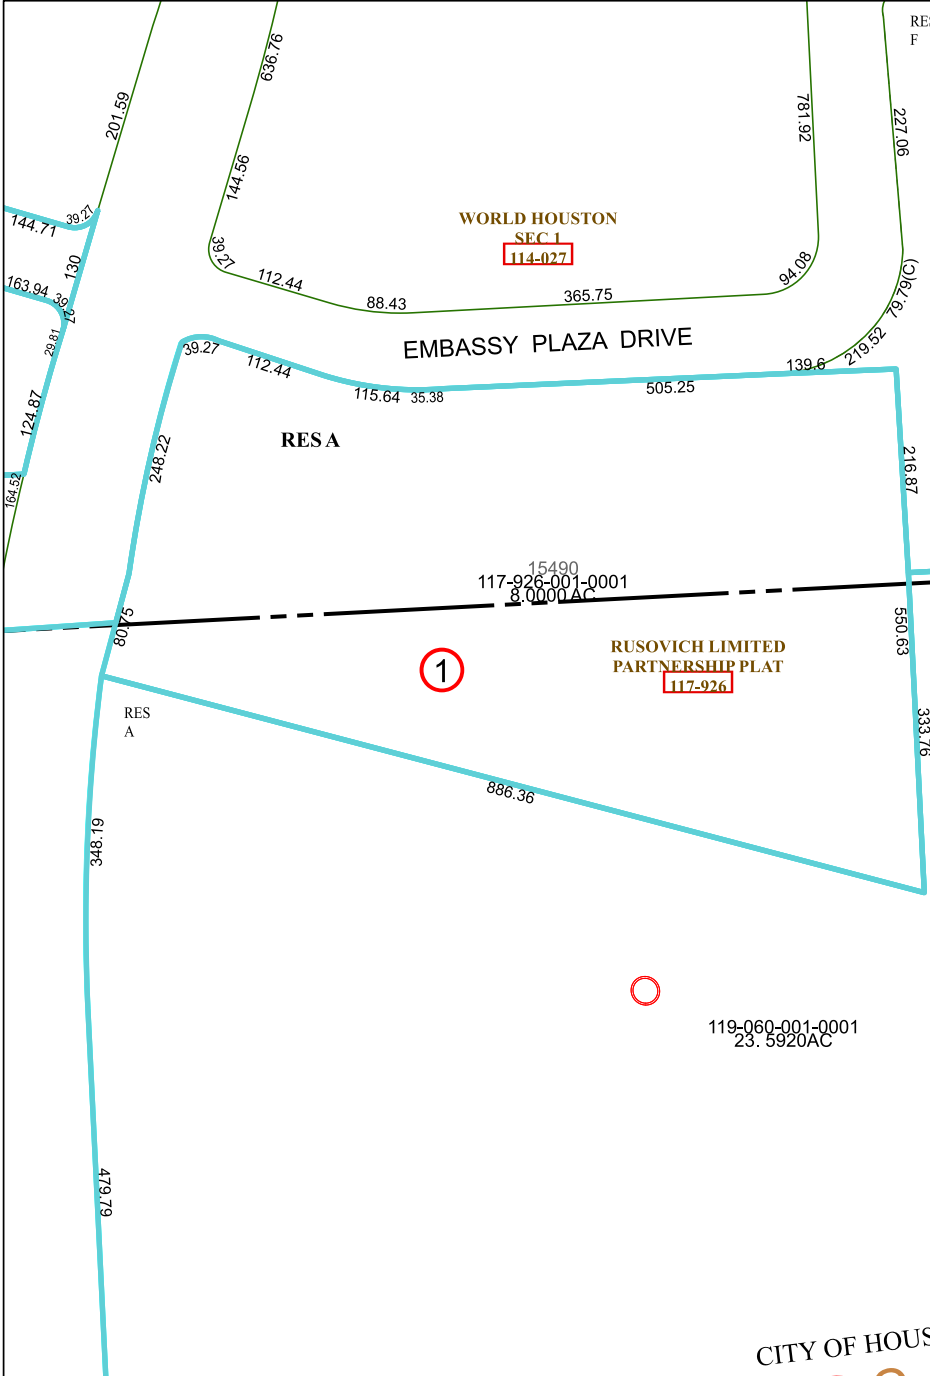 RES
F
636.76
201.59
781.92
227.06
144.56
WORLD HOUSTON
SEC 1
114-027
39.27
144.71
39.27
130
112.44
94.08
79.79(C)
163.94
39.27
88.43
365.75
EMBASSY PLAZA DRIVE
219.52
29.81
39.27
112.44
139.6
115.64
35.38
505.25
124.87
RES A
248.22
216.87
164.52
15490
117-926-001-0001
8.0000 AC
80.75
550.63
1
RUSOVICH LIMITED
PARTNERSHIP PLAT
117-926
RES
A
333.76
886.36
348.19
119-060-001-0001
23. 5920AC
479.79
CITY OF HOUS